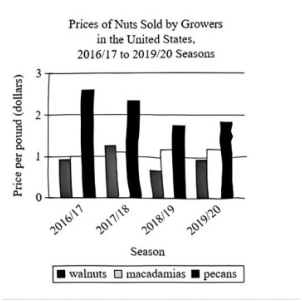 Prices of Nuts Sold by Growers
in the United States,
2016/17 to 2019/20 Seasons
Price per pound (dollars)
3
2
1
0
2016/17
2017/18
2018/19
2019/20
Season
walnuts macadamias pecans